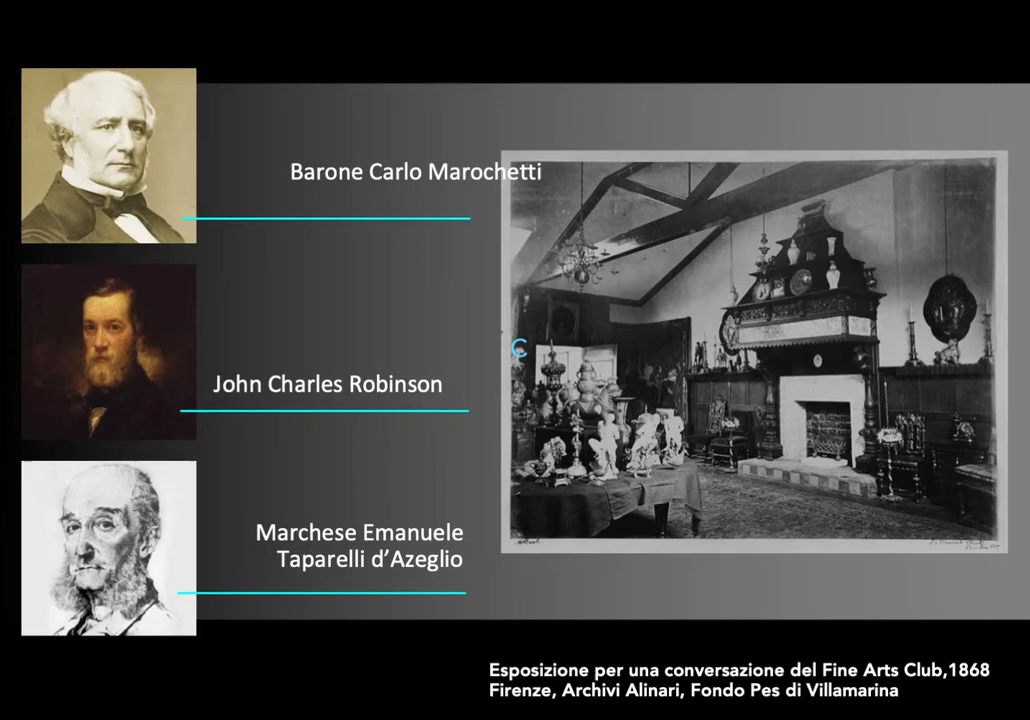 Barone Carlo Marochetti
John Charles Robinson
Marchese Emanuele
Taparelli d'Azeglio
Esposizione per una conversazione del Fine Arts Club,1868
Firenze, Archivi Alinari, Fondo Pes di Villamarina